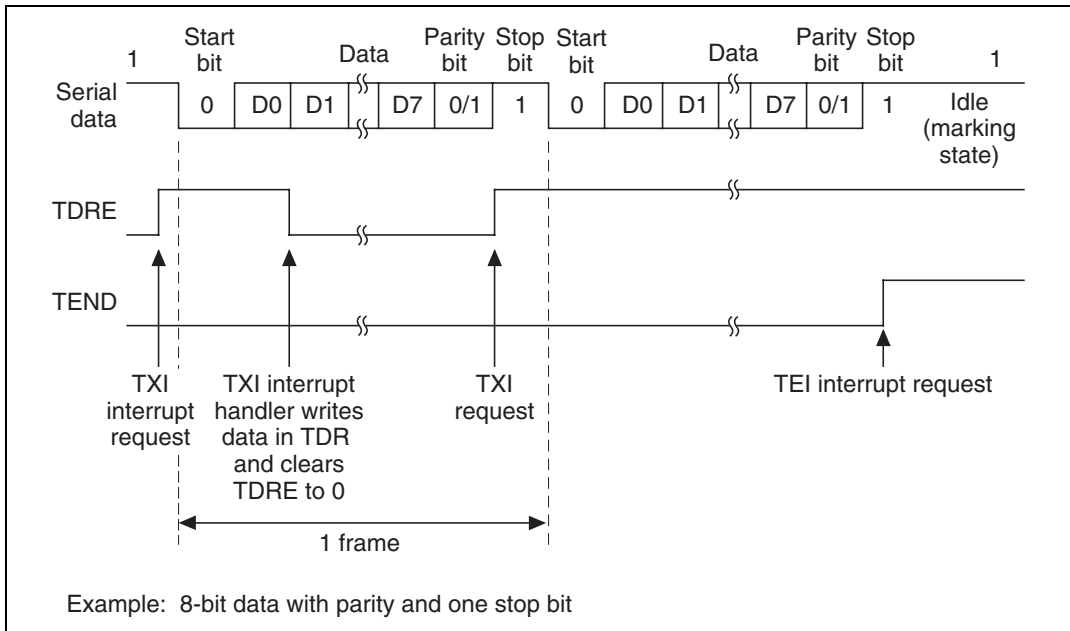 1 Start bit Data Parity bit Stop bit Start bit Data Parity bit Stop bit 1
Serial data 0 D0 D1 D7 0/1 1 0 D0 D1 D7 0/1 1 Idle (marking state)
TDRE
TEND
TXI interrupt request
TXI interrupt handler writes data in TDR and clears TDRE to 0
TXI request
TEI interrupt request
1 frame
Example: 8-bit data with parity and one stop bit